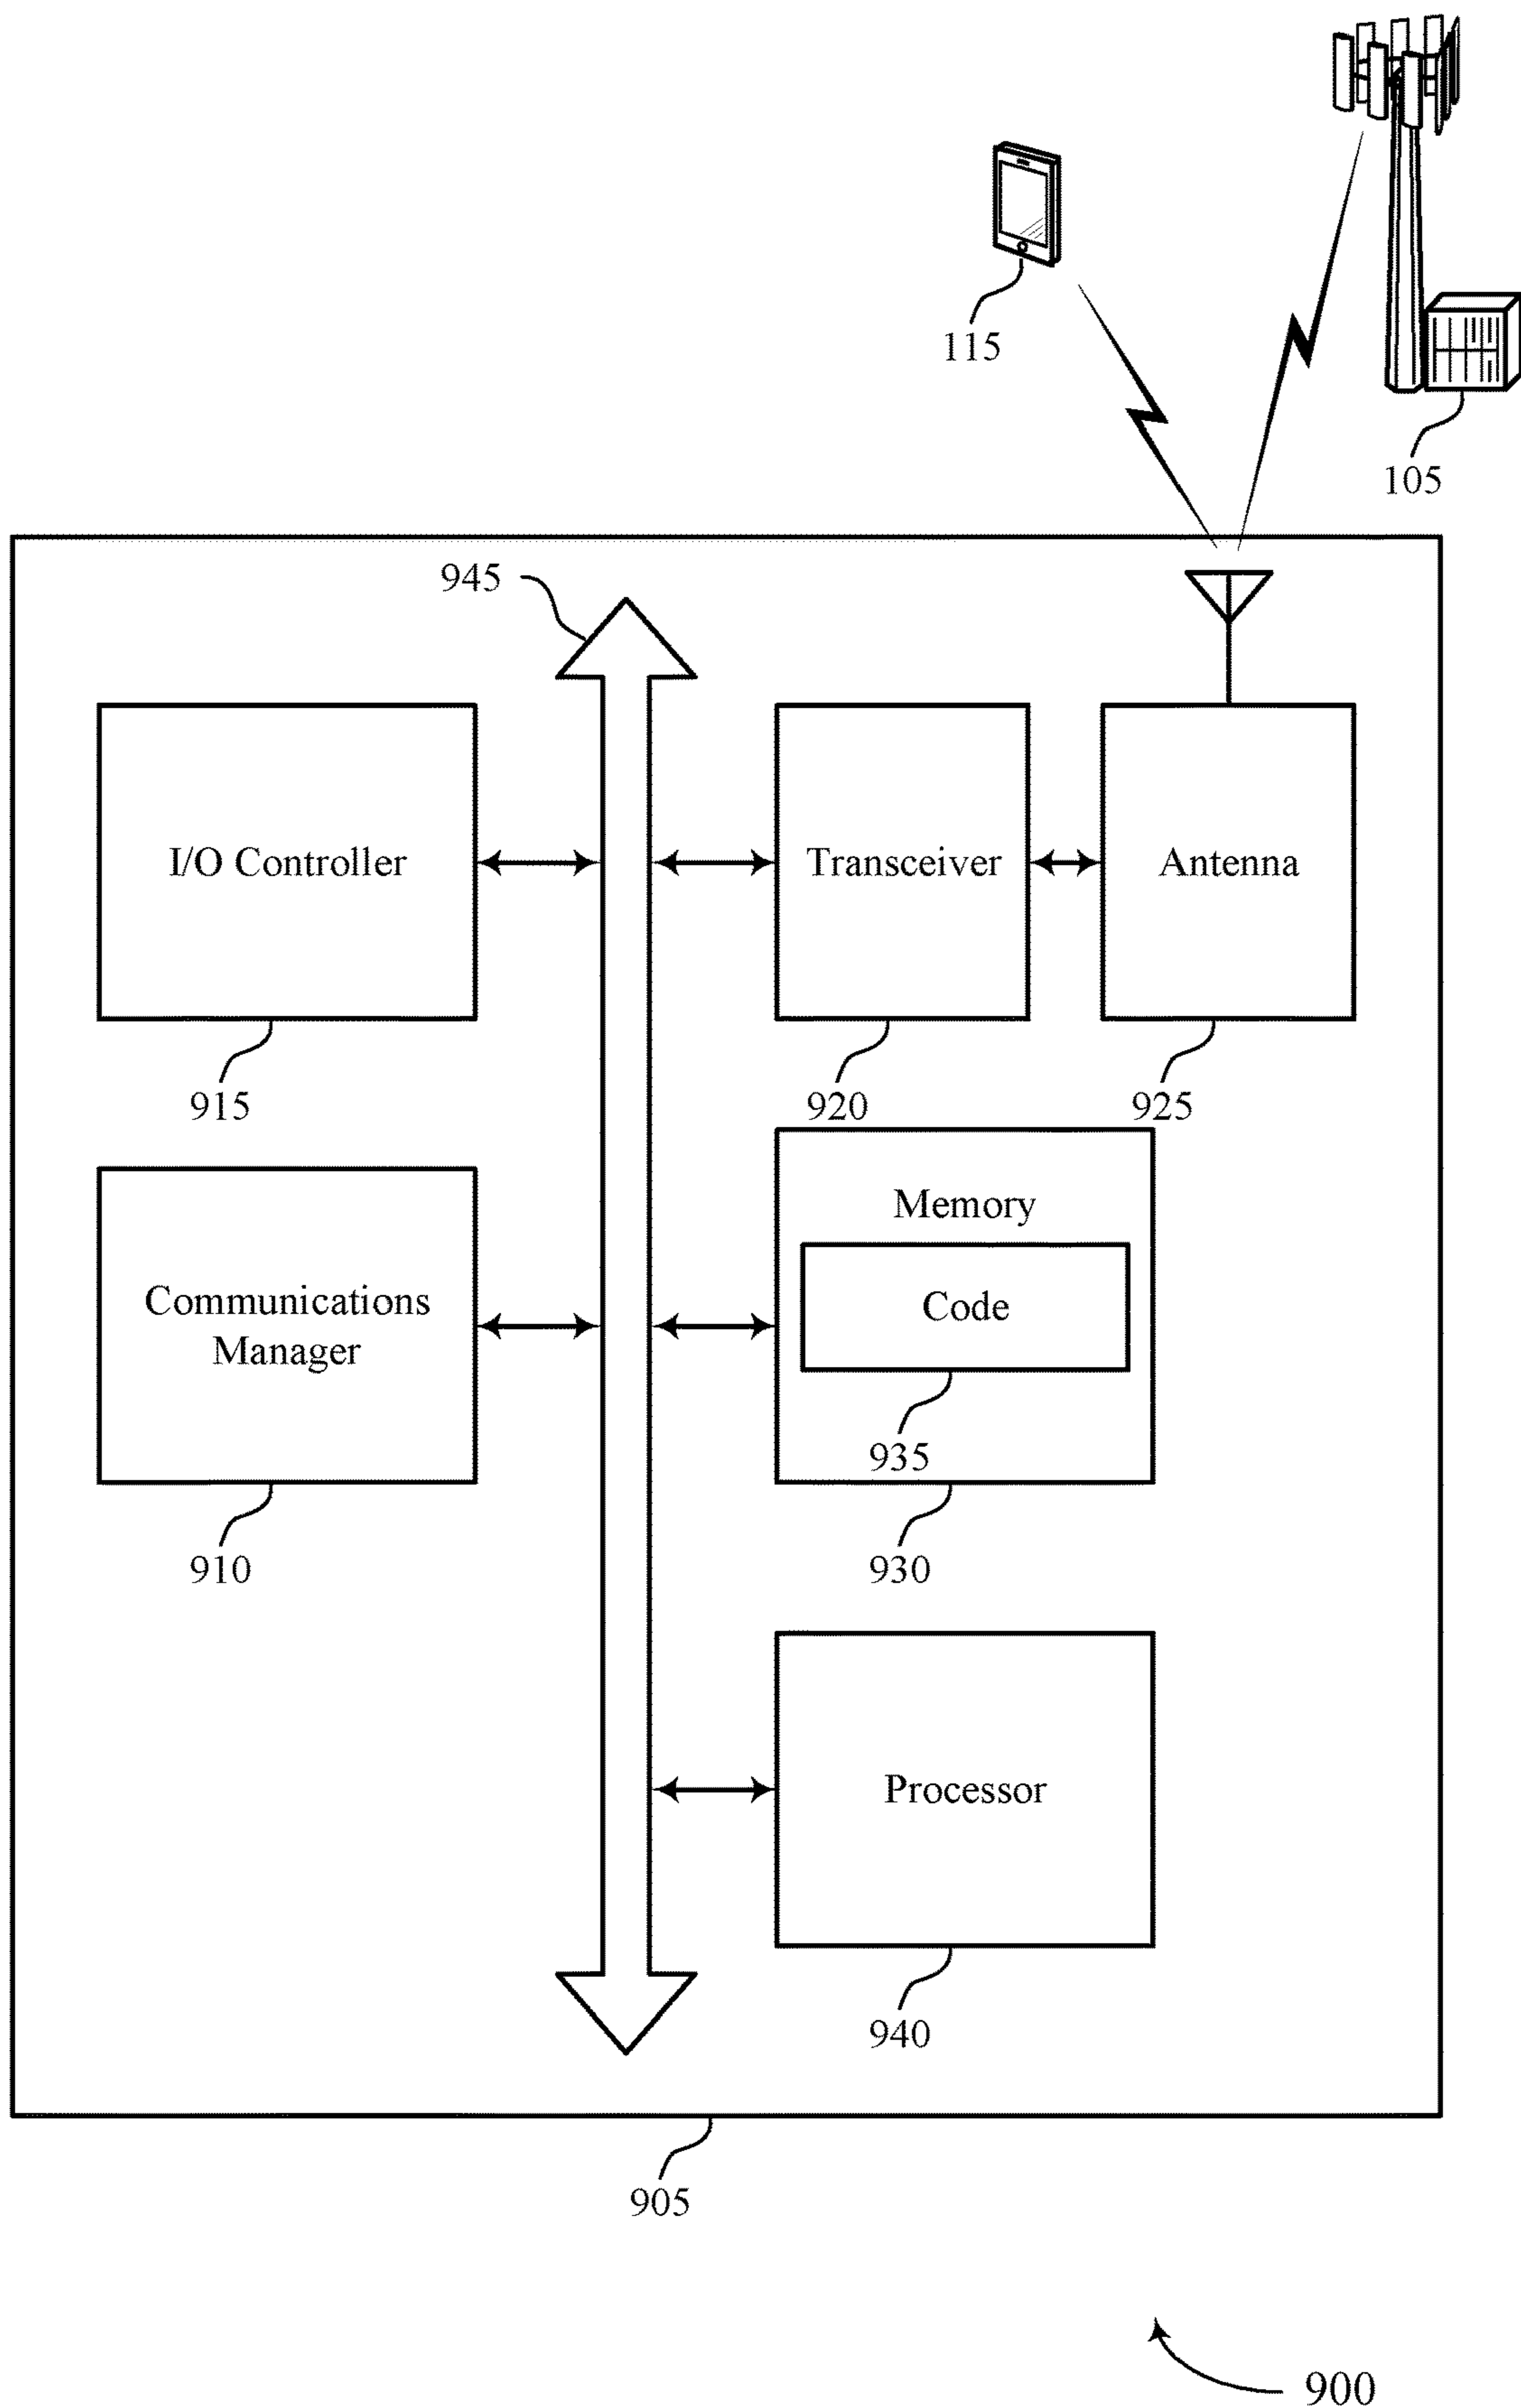 115
105
945
I/O Controller
Transceiver
Antenna
915
920
925
Communications
Manager
Memory
Code
935
910
930
Processor
940
905
900